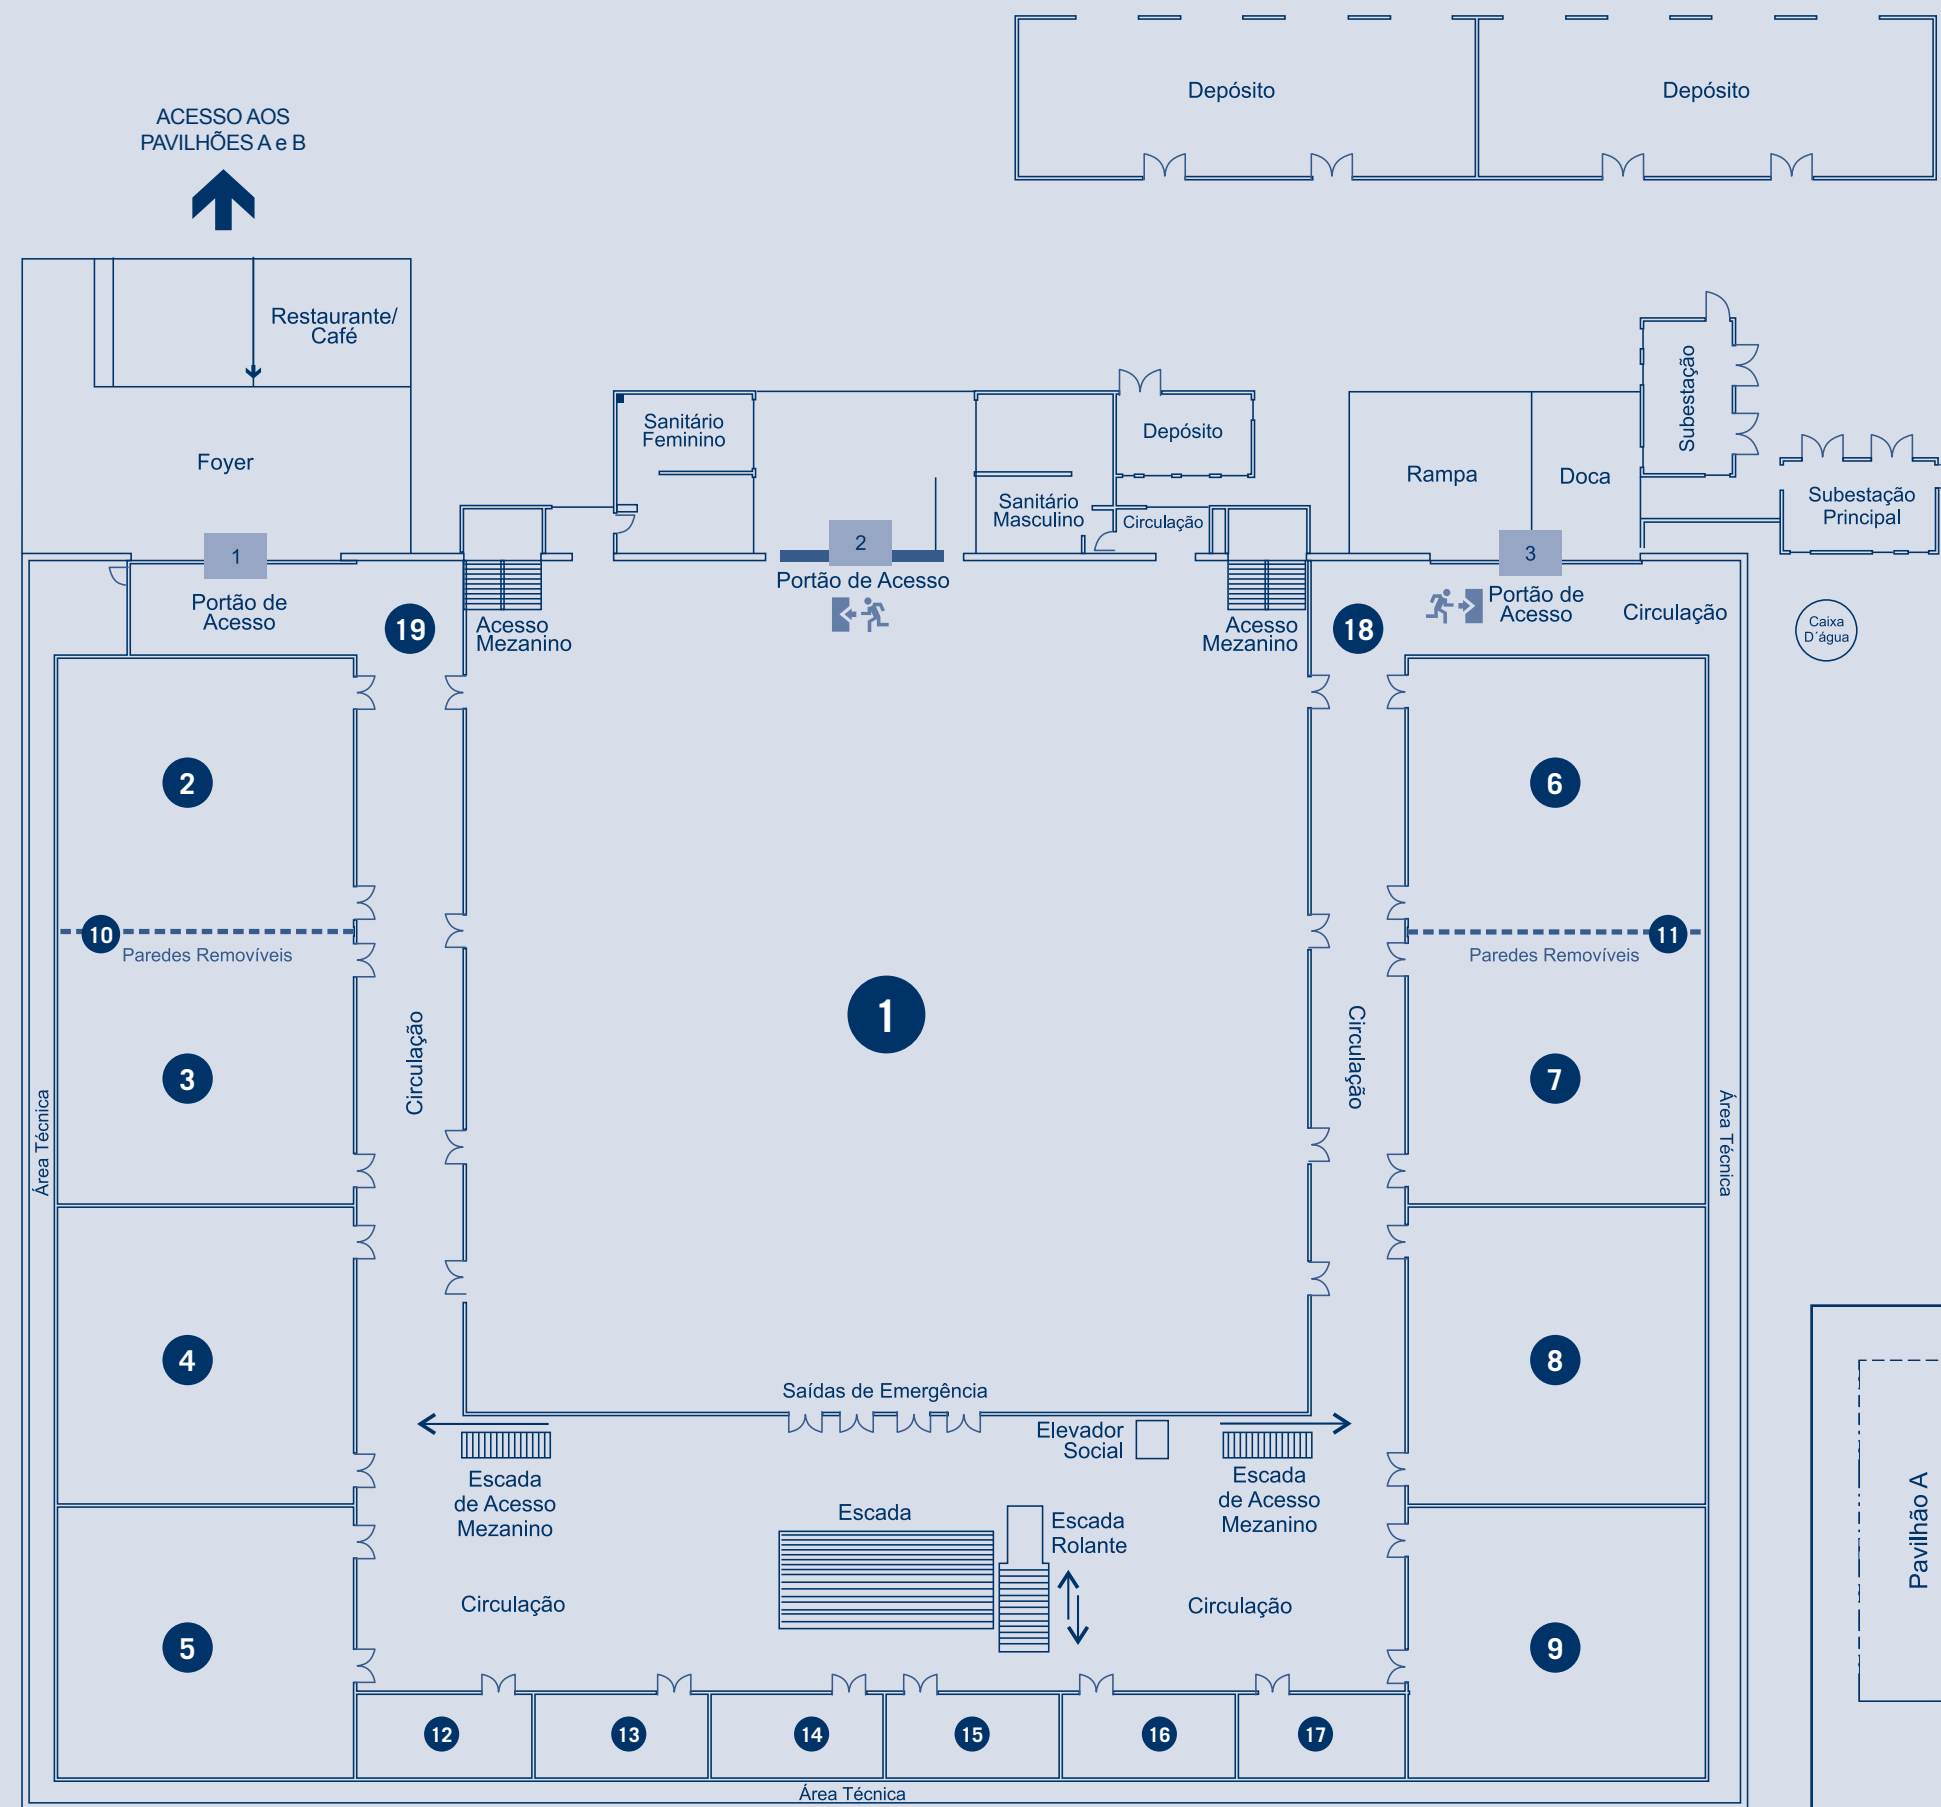 Depósito
Depósito
ACESSO AOS
PAVILHÕES A e B
Restaurante/
Café
Foyer
Sanitário
Feminino
Sanitário
Masculino
Depósito
Circulação
Rampa
Doca
Subestação
Subestação
Principal
1
Portão de
Acesso
2
Portão de Acesso
3
Portão de
Acesso
Circulação
Caixa
D´água
19
Acesso
Mezanino
Acesso
Mezanino
18
2
6
10
Paredes Removíveis
11
Paredes Removíveis
1
3
7
Circulação
Circulação
Área Técnica
Área Técnica
4
8
Saídas de Emergência
Elevador
Social
Escada
de Acesso
Mezanino
Escada
de Acesso
Mezanino
Escada
Escada
Rolante
Circulação
Circulação
Pavilhão A
5
9
12
13
14
15
16
17
Área Técnica